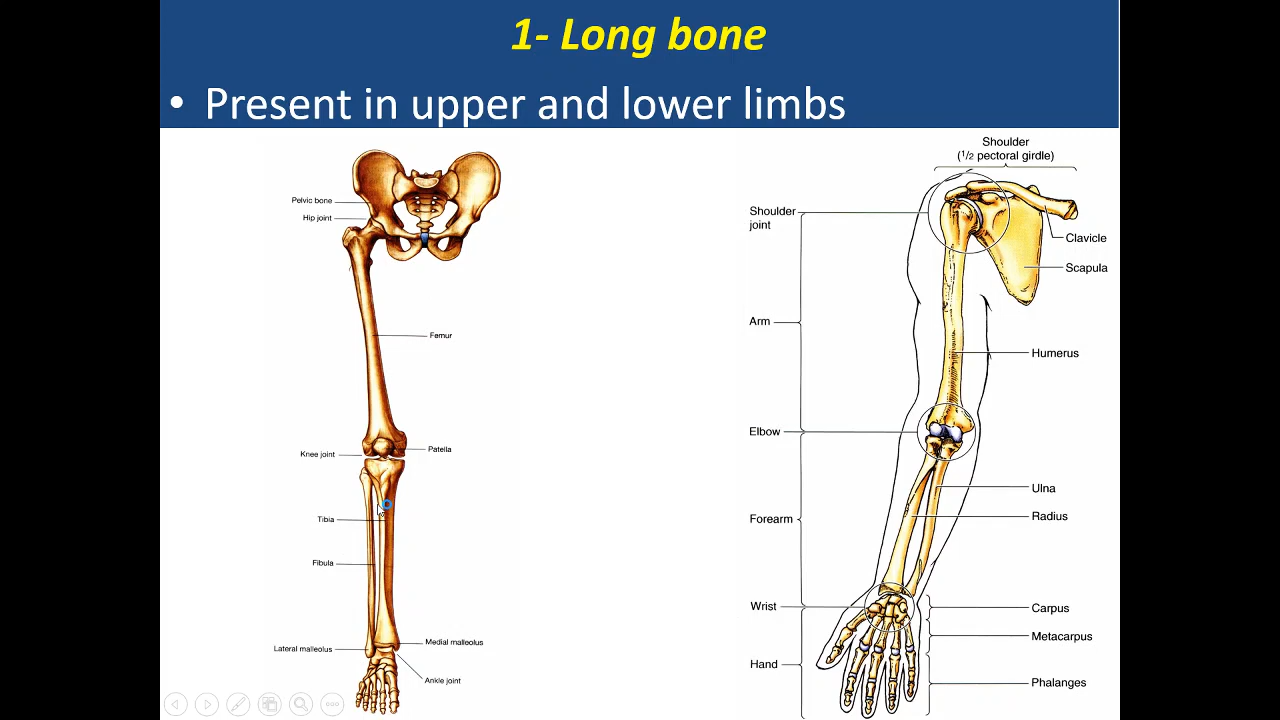 1- Long bone
• Present in upper and lower limbs
Pelvic bone
Hip joint
Femur
Patella
Knee joint
Tibia
Fibula
Medial malleolus
Lateral malleolus
Ankle joint
Shoulder
(1/2 pectoral girdle)
Shoulder
joint
Clavicle
Scapula
Arm
Humerus
Elbow
Ulna
Radius
Forearm
Wrist
Carpus
Metacarpus
Hand
Phalanges